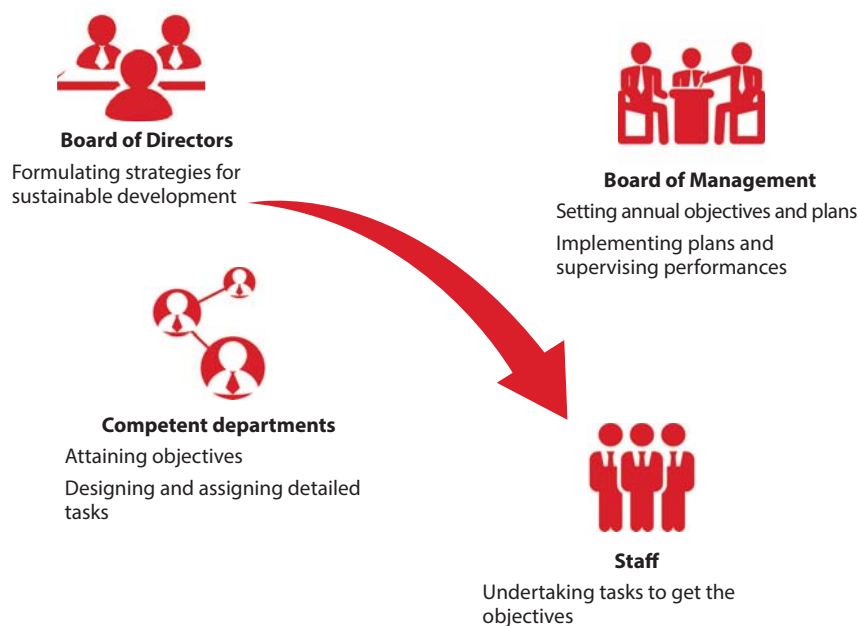 Board of Directors
Formulating strategies for
sustainable development
Board of Management
Setting annual objectives and plans
Implementing plans and
supervising performances
Competent departments
Attaining objectives
Designing and assigning detailed
tasks
Staff
Undertaking tasks to get the
objectives